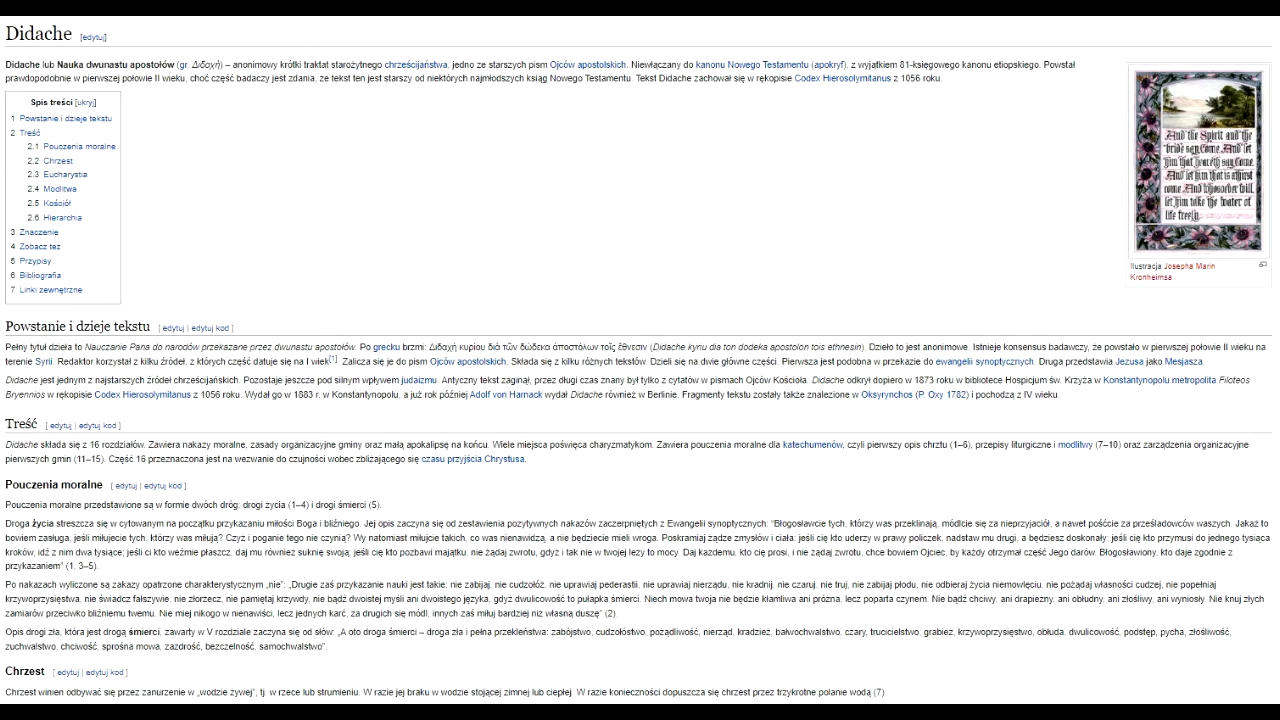 Didache [edytuj]
Didache lub Nauka dwunastu apostołów (gr. Διδαχή) – anonimowy krótki traktat starożytnego chrześcijaństwa, jedno ze starszych pism Ojców apostolskich. Niewłączany do kanonu Nowego Testamentu (apokryf), z wyjątkiem 81-księgowego kanonu etiopskiego. Powstał
prawdopodobnie w pierwszej połowie II wieku, choć część badaczy jest zdania, że tekst ten jest starszy od niektórych najmłodszych ksiąg Nowego Testamentu. Tekst Didache zachował się w rękopisie Codex Hierosolymitanus z 1056 roku.
Spis treści [ukryj]
1 Powstanie i dzieje tekstu
2 Treść
2.1 Pouczenia moralne
2.2 Chrzest
2.3 Eucharystia
2.4 Modlitwa
2.5 Kościół
2.6 Hierarchia
3 Znaczenie
4 Zobacz też
5 Przypisy
6 Bibliografia
7 Linki zewnętrzne
And the Spirit and the
bride say, Come. And let
him that heareth say, Come.
And let him that is athirst
come. And whosoever will,
let him take the water of
life freely.
Ilustracja Josepha Marin
Kronheimsa
Powstanie i dzieje tekstu [ edytuj | edytuj kod ]
Pełny tytuł dzieła to Nauczanie Pana do narodów przekazane przez dwunastu apostołów. Po grecku brzmi: Διδαχὴ κυρίου διὰ τῶν δώδεκα ἀποστόλων τοῖς ἔθνεσιν (Didache kyriu dia ton dodeka apostolon tois ethnesin). Dzieło to jest anonimowe. Istnieje konsensus badawczy, że powstało w pierwszej połowie II wieku na
terenie Syrii. Redaktor korzystał z kilku źródeł, z których część datuje się na I wiek[1]. Zalicza się je do pism Ojców apostolskich. Składa się z kilku różnych tekstów. Dzieli się na dwie główne części. Pierwsza jest podobna w przekazie do ewangelii synoptycznych. Druga przedstawia Jezusa jako Mesjasza.
Didache jest jednym z najstarszych źródeł chrześcijańskich. Pozostaje jeszcze pod silnym wpływem judaizmu. Antyczny tekst zaginął, przez długi czas znany był tylko z cytatów w pismach Ojców Kościoła. Didache odkrył dopiero w 1873 roku w bibliotece Hospicjum św. Krzyża w Konstantynopolu metropolita Filoteos
Bryennios w rękopisie Codex Hierosolymitanus z 1056 roku. Wydał go w 1883 r. w Konstantynopolu, a już rok później Adolf von Harnack wydał Didache również w Berlinie. Fragmenty tekstu zostały także znalezione w Oksyrynchos (P. Oxy 1782) i pochodzą z IV wieku.
Treść [ edytuj | edytuj kod ]
Didache składa się z 16 rozdziałów. Zawiera nakazy moralne, zasady organizacyjne gminy oraz małą apokalipsę na końcu. Wiele miejsca poświęca charyzmatykom. Zawiera pouczenia moralne dla katechumenów, czyli pierwszy opis chrztu (1–6), przepisy liturgiczne i modlitwy (7–10) oraz zarządzenia organizacyjne
pierwszych gmin (11–15). Część 16 przeznaczona jest na wezwanie do czujności wobec zbliżającego się czasu przyjścia Chrystusa.
Pouczenia moralne [ edytuj | edytuj kod ]
Pouczenia moralne przedstawione są w formie dwóch dróg: drogi życia (1–4) i drogi śmierci (5).
Droga życia streszcza się w cytowanym na początku przykazaniu miłości Boga i bliźniego. Jej opis zaczyna się od zestawienia pozytywnych nakazów zaczerpniętych z Ewangelii synoptycznych: "Błogosławcie tych, którzy was przeklinają, módlcie się za nieprzyjaciół, a nawet pośćcie za prześladowców waszych. Jakaż to
bowiem zasługa, jeśli miłujecie tych, którzy was miłują? Czyż i poganie tego nie czynią? Wy natomiast miłujcie takich, co was nienawidzą, a nie będziecie mieli wroga. Poskramiaj żądze zmysłów i ciała: jeśli cię kto uderzy w prawy policzek, nadstaw mu drugi, a będziesz doskonały; jeśli cię kto przymusi do jednego tysiąca
kroków, idź z nim dwa tysiące; jeśli ci kto weźmie płaszcz, daj mu również suknię swoją; jeśli cię kto pozbawi majątku, nie żądaj zwrotu, gdyż i tak nie w twojej leży to mocy. Daj każdemu, kto cię prosi, i nie żądaj zwrotu, chce bowiem Ojciec, by każdy otrzymał część Jego darów. Błogosławiony, kto daje zgodnie z
przykazaniem" (1, 3–5).
Po nakazach wyliczone są zakazy opatrzone charakterystycznym „nie”: „Drugie zaś przykazanie nauki jest takie: nie zabijaj, nie cudzołóż, nie uprawiaj pederastii, nie uprawiaj nierządu, nie kradnij, nie czaruj, nie truj, nie zabijaj płodu, nie odbieraj życia niemowlęciu, nie pożądaj własności cudzej, nie popełniaj
krzywoprzysięstwa, nie świadcz fałszywie, nie złorzecz, nie pamiętaj krzywdy, nie bądź dwoistej myśli ani dwoistego języka, gdyż dwulicowość to pułapka śmierci. Niech mowa twoja nie będzie kłamliwa ani próżna, lecz poparta czynem. Nie bądź chciwy, ani drapieżny, ani obłudny, ani złośliwy, ani wyniosły. Nie knuj złych
zamiarów przeciwko bliźniemu twemu. Nie miej nikogo w nienawiści, lecz jednych karć, za drugich się módl, innych zaś miłuj bardziej niż własną duszę” (2).
Opis drogi zła, która jest drogą śmierci, zawarty w V rozdziale zaczyna się od słów: „A oto droga śmierci – droga zła i pełna przekleństwa: zabójstwo, cudzołóstwo, pożądliwość, nierząd, kradzież, bałwochwalstwo, czary, trucicielstwo, grabież, krzywoprzysięstwo, obłuda, dwulicowość, podstęp, pycha, złośliwość,
zuchwalstwo, chciwość, sprośna mowa, zazdrość, bezczelność, samochwalstwo”.
Chrzest [ edytuj | edytuj kod ]
Chrzest winien odbywać się przez zanurzenie w „wodzie żywej”, tj. w rzece lub strumieniu. W razie jej braku w wodzie stojącej zimnej lub ciepłej. W razie konieczności dopuszcza się chrzest przez trzykrotne polanie wodą (7).